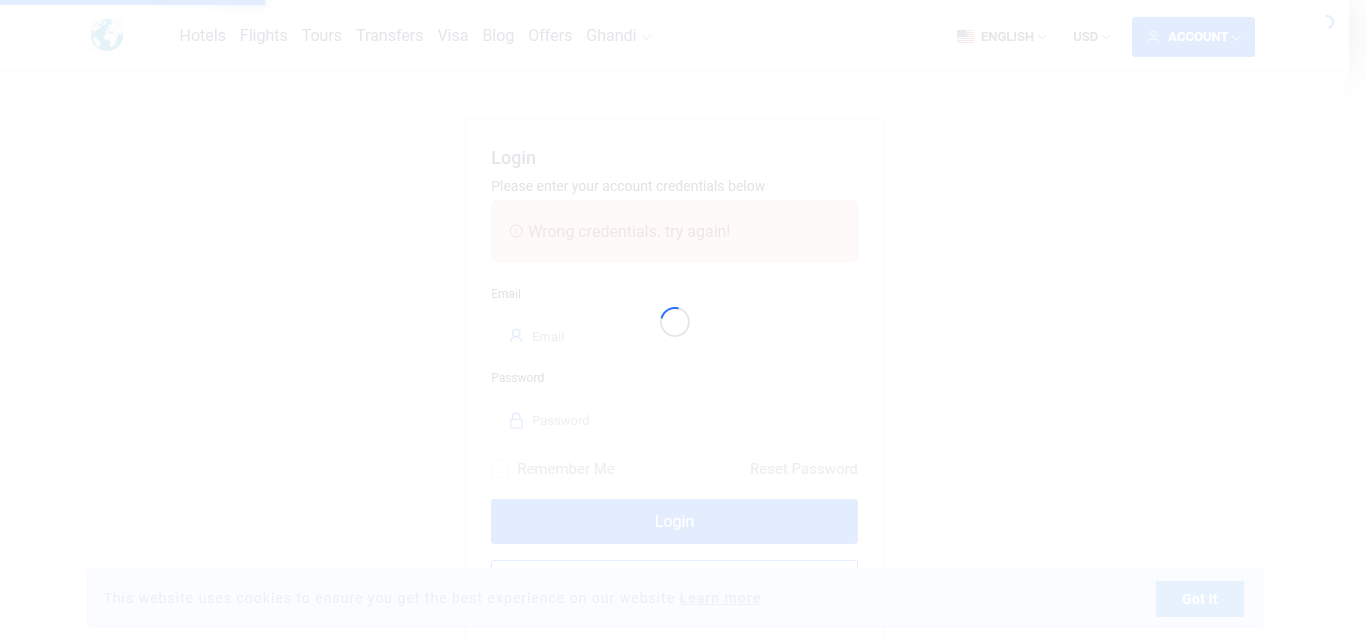 Hotels Flights Tours Transfers Visa Blog Offers Ghandi ENGLISH USD ACCOUNT
Login
Please enter your account credentials below
Wrong credentials. try again!
Email
Email
Password
Password
Remember Me Reset Password
Login
This website uses cookies to ensure you get the best experience on our website Learn more Got It